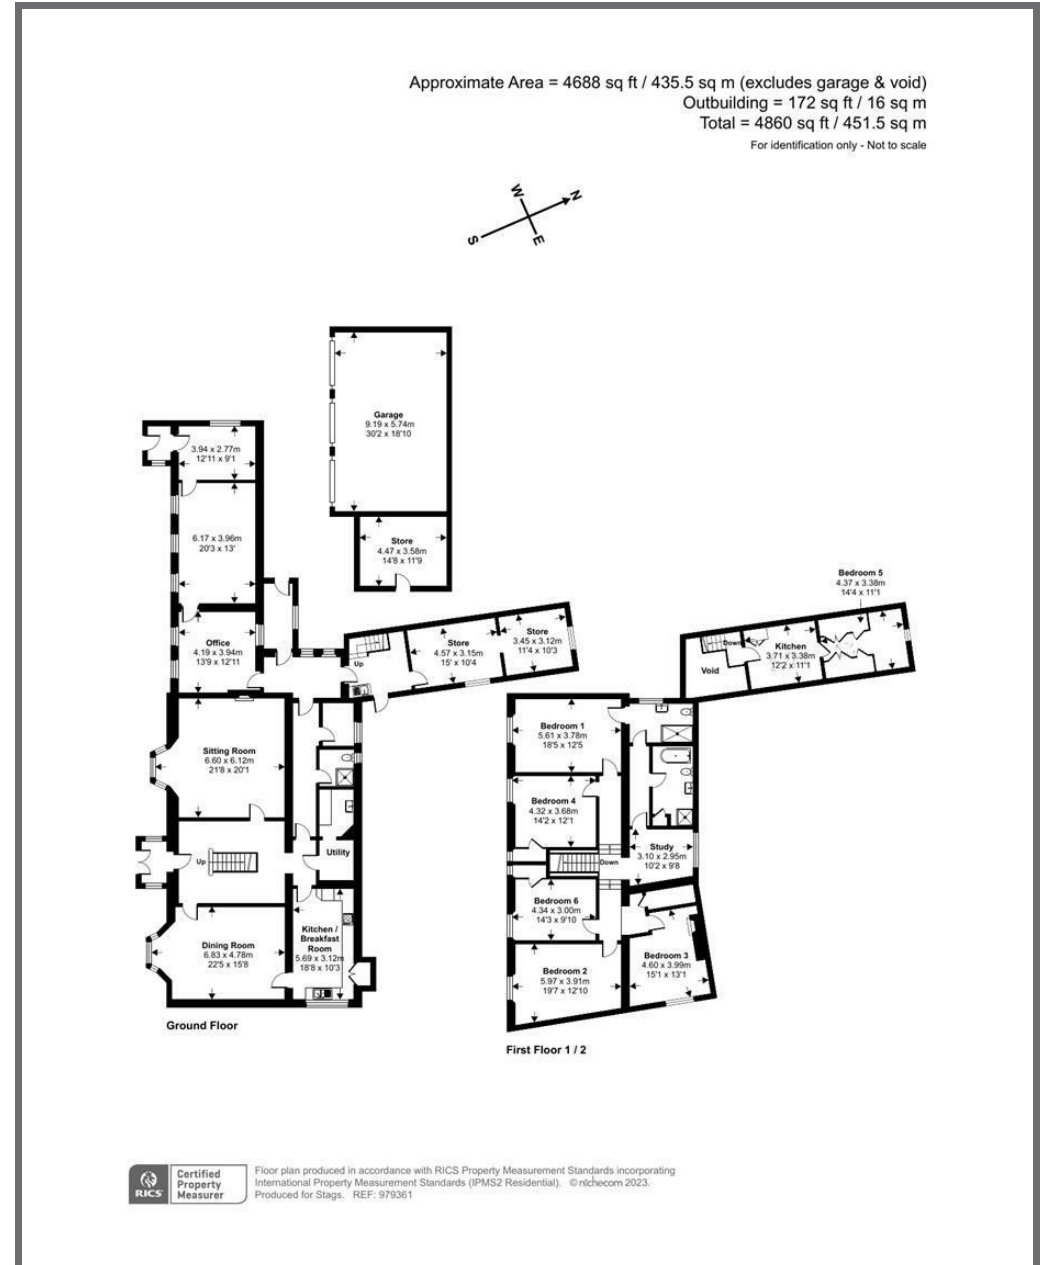 Approximate Area = 4688 sq ft / 435.5 sq m (excludes garage & void)
Outbuilding = 172 sq ft / 16 sq m
Total = 4860 sq ft / 451.5 sq m
For identification only - Not to scale
W
N
S
E
Garage
9.19 x 5.74m
30'2 x 18'10
3.94 x 2.77m
12'11 x 9'1
6.17 x 3.96m
20'3 x 13'
Store
4.47 x 3.58m
14'8 x 11'9
Office
4.19 x 3.94m
13'9 x 12'11
Up
Store
4.57 x 3.15m
15' x 10'4
Store
3.45 x 3.12m
11'4 x 10'3
Sitting Room
6.60 x 6.12m
21'8 x 20'1
Up
Utility
Dining Room
6.83 x 4.78m
22'5 x 15'8
Kitchen /
Breakfast
Room
5.69 x 3.12m
18'8 x 10'3
Ground Floor
Bedroom 5
4.37 x 3.38m
14'4 x 11'1
Down
Void
Kitchen
3.71 x 3.38m
12'2 x 11'1
Bedroom 1
5.61 x 3.78m
18'5 x 12'5
Bedroom 4
4.32 x 3.68m
14'2 x 12'1
Down
Study
3.10 x 2.95m
10'2 x 9'8
Bedroom 6
4.34 x 3.00m
14'3 x 9'10
Bedroom 3
4.60 x 3.99m
15'1 x 13'1
Bedroom 2
5.97 x 3.91m
19'7 x 12'10
First Floor 1 / 2
RICS
Certified
Property
Measurer
Floor plan produced in accordance with RICS Property Measurement Standards incorporating
International Property Measurement Standards (IPMS2 Residential). © nichecom 2023.
Produced for Stags. REF: 979361